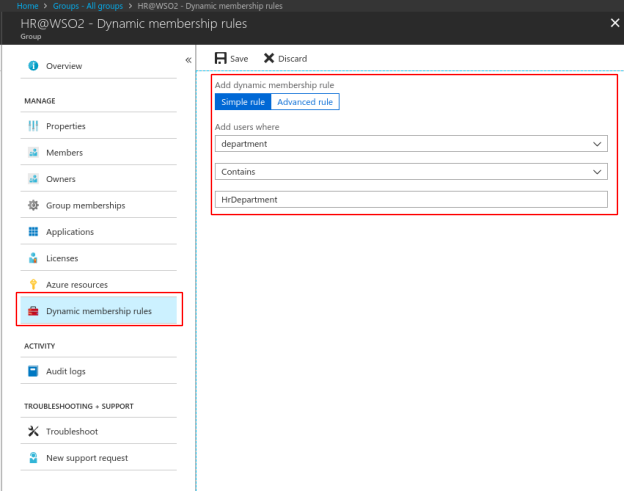 Home > Groups - All groups > HR@WSO2 - Dynamic membership rules
HR@WSO2 - Dynamic membership rules
Group
Overview
MANAGE
Properties
Members
Owners
Group memberships
Applications
Licenses
Azure resources
Dynamic membership rules
ACTIVITY
Audit logs
TROUBLESHOOTING + SUPPORT
Troubleshoot
New support request
Save Discard
Add dynamic membership rule
Simple rule Advanced rule
Add users where
department
Contains
HrDepartment